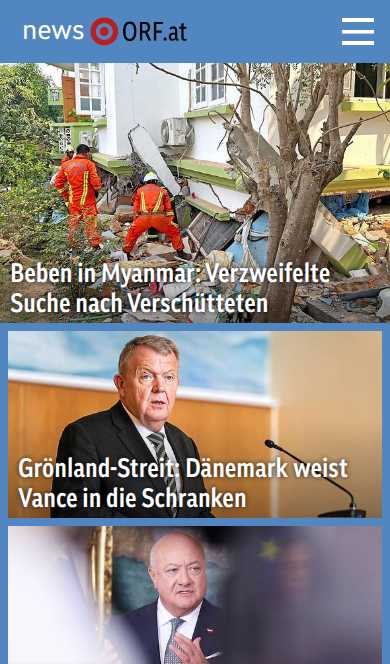 news ORF.at
Beben in Myanmar: Verzweifelte
Suche nach Verschütteten
Grönland-Streit: Dänemark weist
Vance in die Schranken